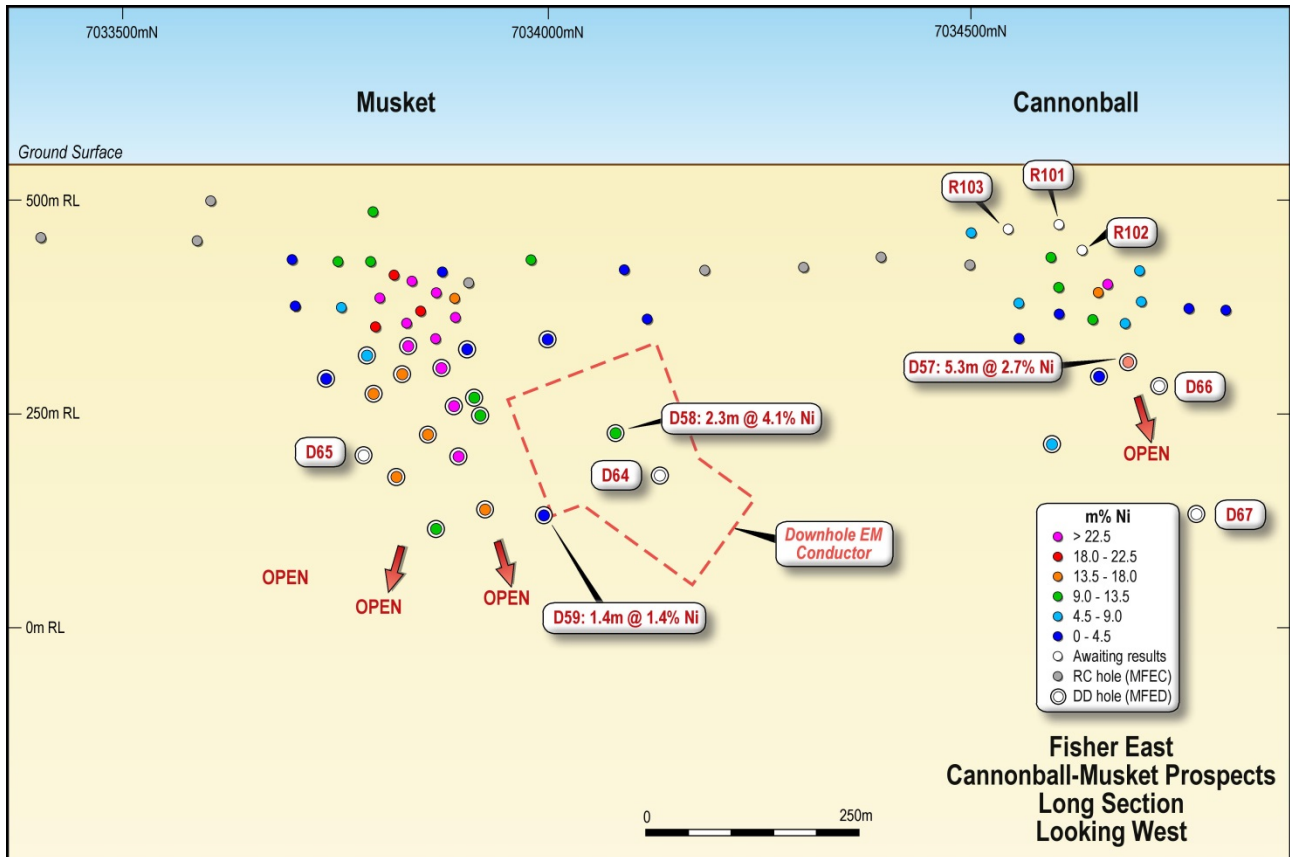 7033500mN
7034000mN
7034500mN
Musket
Cannonball
Ground Surface
500m RL
R103
R101
R102
D57: 5.3m @ 2.7% Ni
D66
OPEN
250m RL
D58: 2.3m @ 4.1% Ni
D65
D64
D67
Downhole EM
Conductor
OPEN
OPEN
OPEN
D59: 1.4m @ 1.4% Ni
0m RL
m% Ni
> 22.5
18.0 - 22.5
13.5 - 18.0
9.0 - 13.5
4.5 - 9.0
0 - 4.5
Awaiting results
RC hole (MFEC)
DD hole (MFED)
Fisher East
Cannonball-Musket Prospects
Long Section
Looking West
0
250m